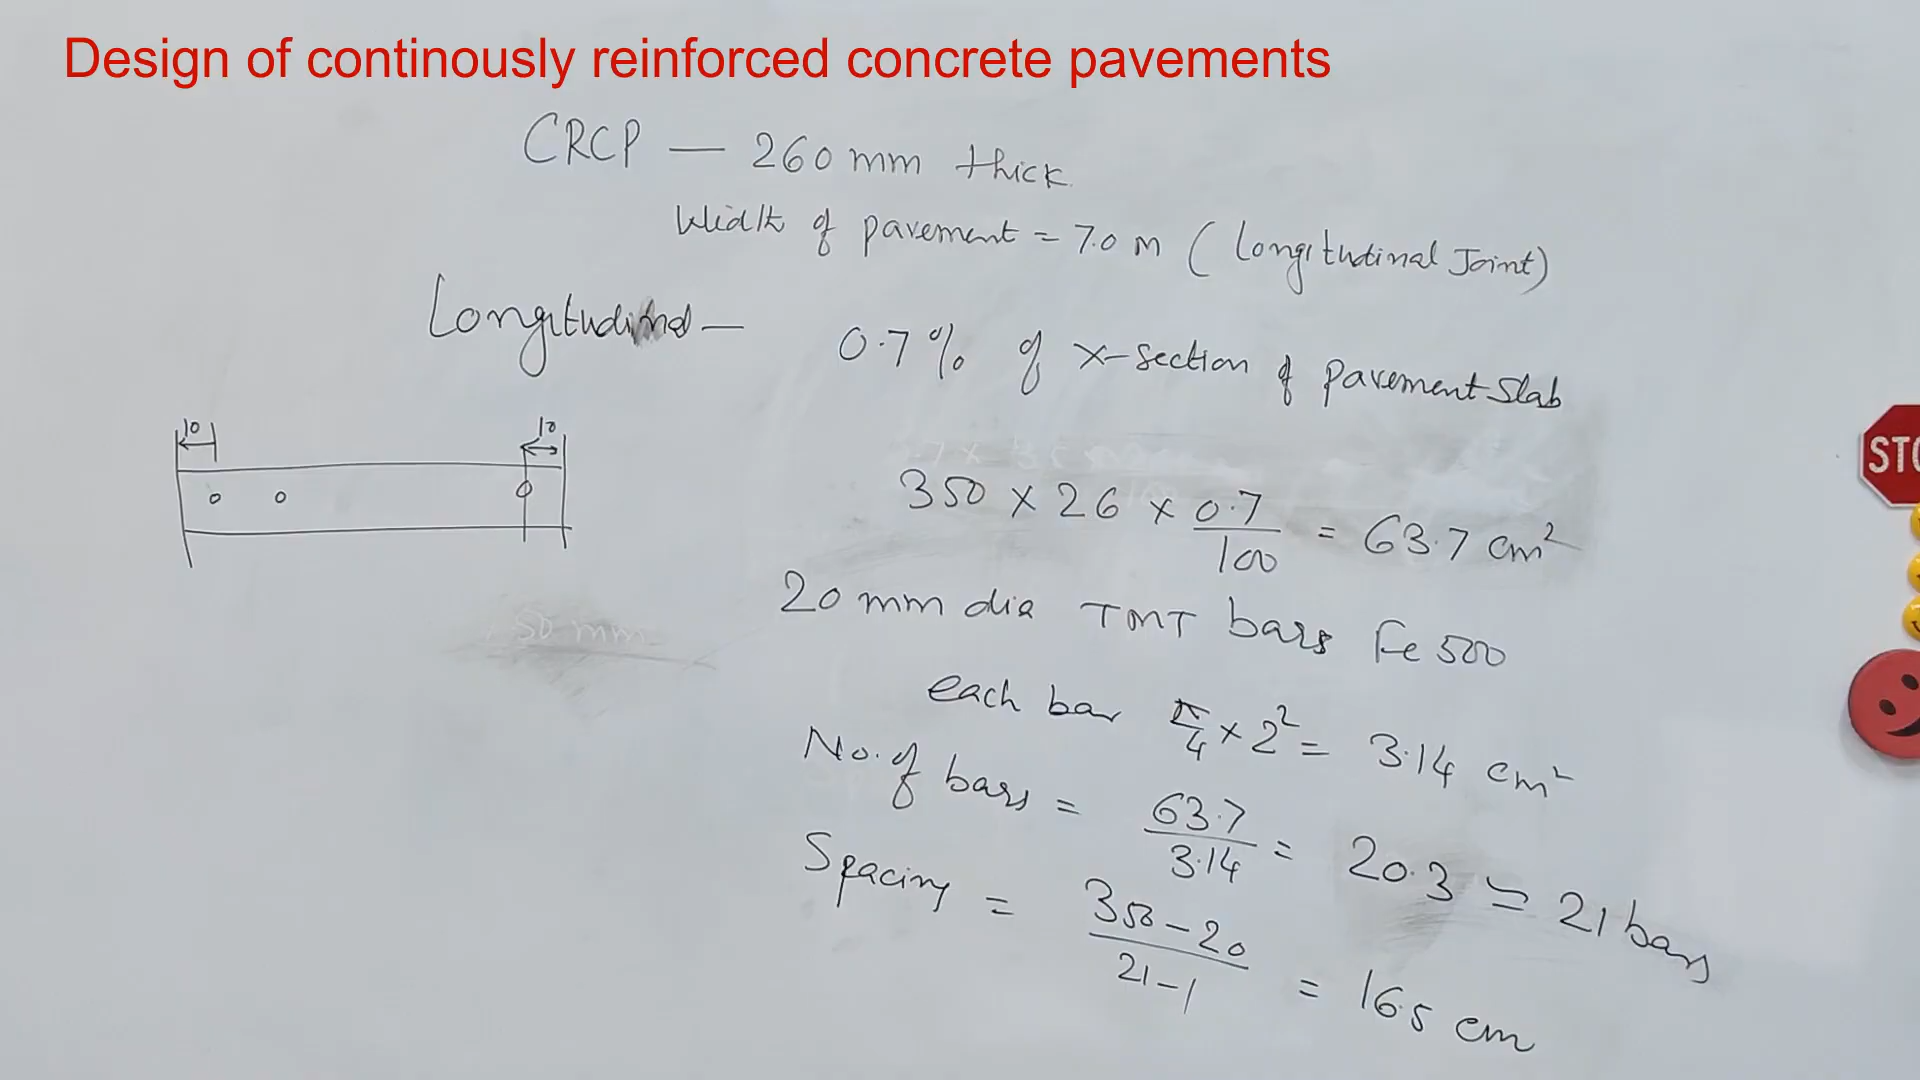 Design of continously reinforced concrete pavements
CRCP — 260 mm thick
Width of pavement = 7.0 m ( Longitudinal Joint)
Longitudinal — 0.7 % of x-section of pavement slab
10 10
350 × 26 × 0.7/100 = 63.7 cm²
20 mm dia TMT bars Fe 500
50 mm
each bar π/4 × 2² = 3.14 cm²
No. of bars = 63.7/3.14 = 20.3 ≃ 21 bars
Spacing = 350-20/21-1 = 16.5 cm
STO